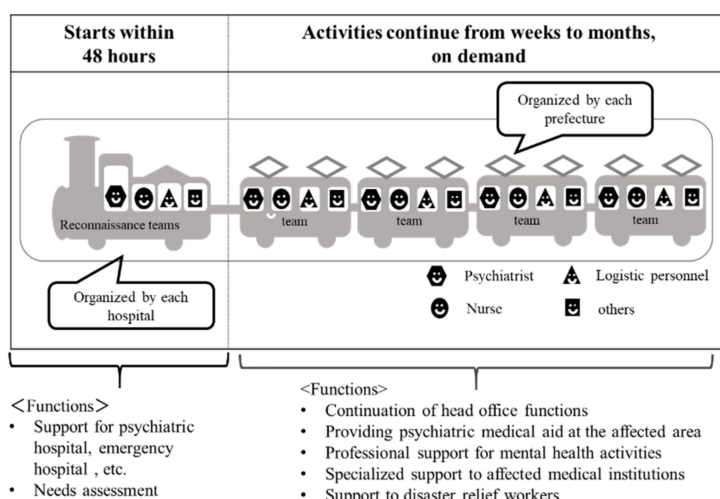 Starts within
48 hours
Activities continue from weeks to months,
on demand
Organized by each
prefecture
Reconnaissance teams
team
team
team
team
Organized by each
hospital
Psychiatrist
Logistic personnel
Nurse
others
<Functions>
• Support for psychiatric
hospital, emergency
hospital , etc.
• Needs assessment
<Functions>
• Continuation of head office functions
• Providing psychiatric medical aid at the affected area
• Professional support for mental health activities
• Specialized support to affected medical institutions
• Support to disaster relief workers